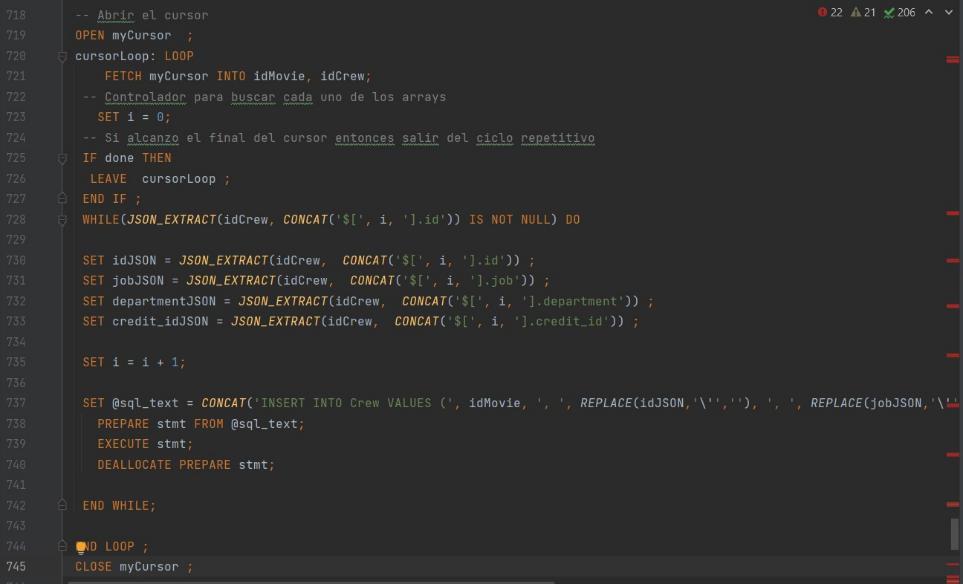 22 21 206
718 -- Abrir el cursor
719 OPEN myCursor ;
720 cursorLoop: LOOP
721 FETCH myCursor INTO idMovie, idCrew;
722 -- Controlador para buscar cada uno de los arrays
723 SET i = 0;
724 -- Si alcanzo el final del cursor entonces salir del ciclo repetitivo
725 IF done THEN
726 LEAVE cursorLoop ;
727 END IF ;
728 WHILE(JSON_EXTRACT(idCrew, CONCAT('$[', i, '].id')) IS NOT NULL) DO
729
730 SET idJSON = JSON_EXTRACT(idCrew, CONCAT('$[', i, '].id')) ;
731 SET jobJSON = JSON_EXTRACT(idCrew, CONCAT('$[', i, '].job')) ;
732 SET departmentJSON = JSON_EXTRACT(idCrew, CONCAT('$[', i, '].department')) ;
733 SET credit_idJSON = JSON_EXTRACT(idCrew, CONCAT('$[', i, '].credit_id')) ;
734
735 SET i = i + 1;
736
737 SET @sql_text = CONCAT('INSERT INTO Crew VALUES (', idMovie, ', ', REPLACE(idJSON,'\'',''), ', ', REPLACE(jobJSON,'\'
738 PREPARE stmt FROM @sql_text;
739 EXECUTE stmt;
740 DEALLOCATE PREPARE stmt;
741
742 END WHILE;
743
744 ND LOOP ;
745 CLOSE myCursor ;